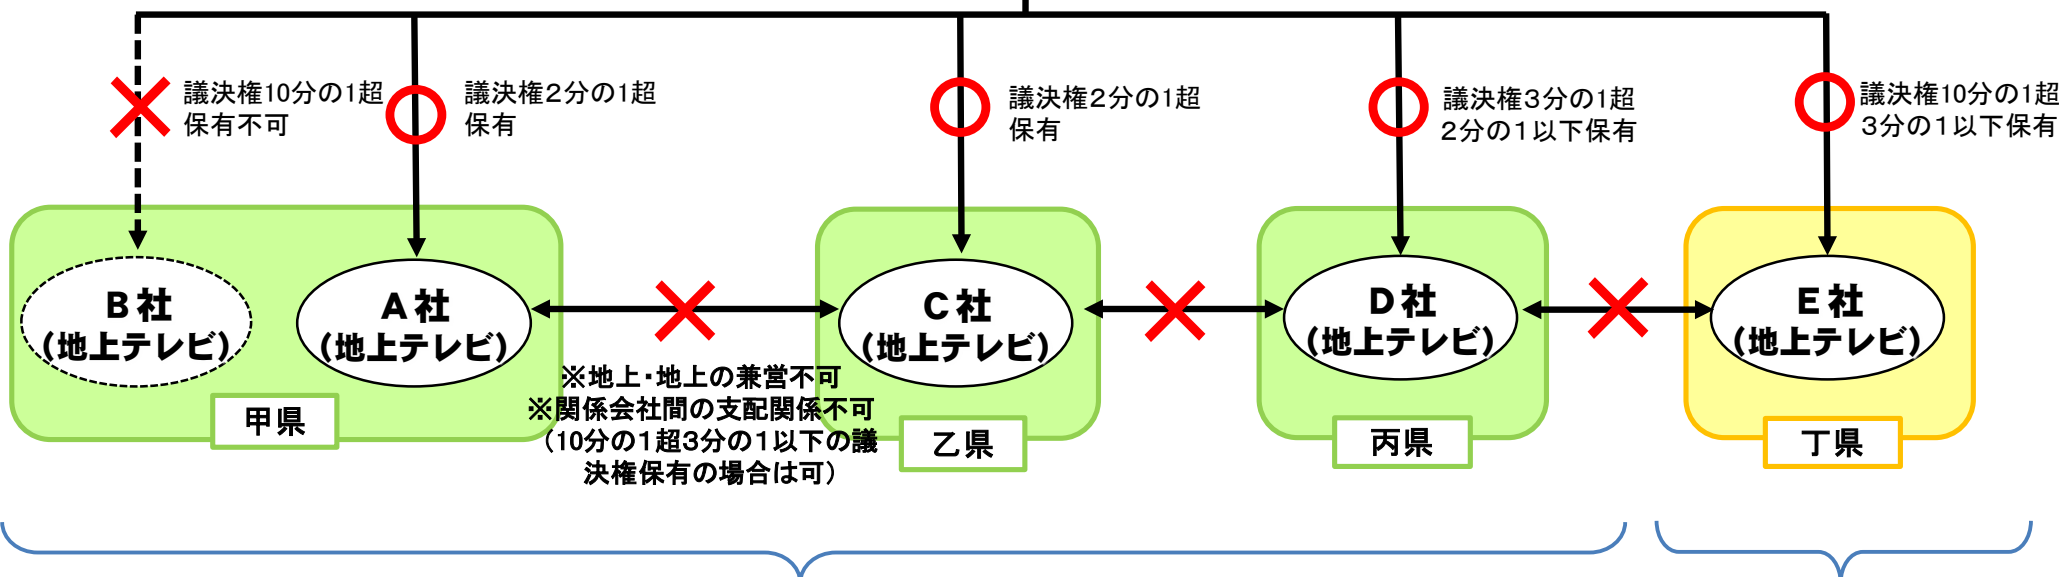 議決権10分の1超
保有不可
議決権２分の1超
保有
議決権２分の1超
保有
議決権３分の1超
２分の１以下保有
議決権10分の1超
３分の１以下保有
Ｂ社
（地上テレビ）
Ａ社
（地上テレビ）
Ｃ社
（地上テレビ）
Ｄ社
（地上テレビ）
Ｅ社
（地上テレビ）
※地上・地上の兼営不可
※関係会社間の支配関係不可
（10分の１超３分の１以下の議
決権保有の場合は可）
甲県
乙県
丙県
丁県